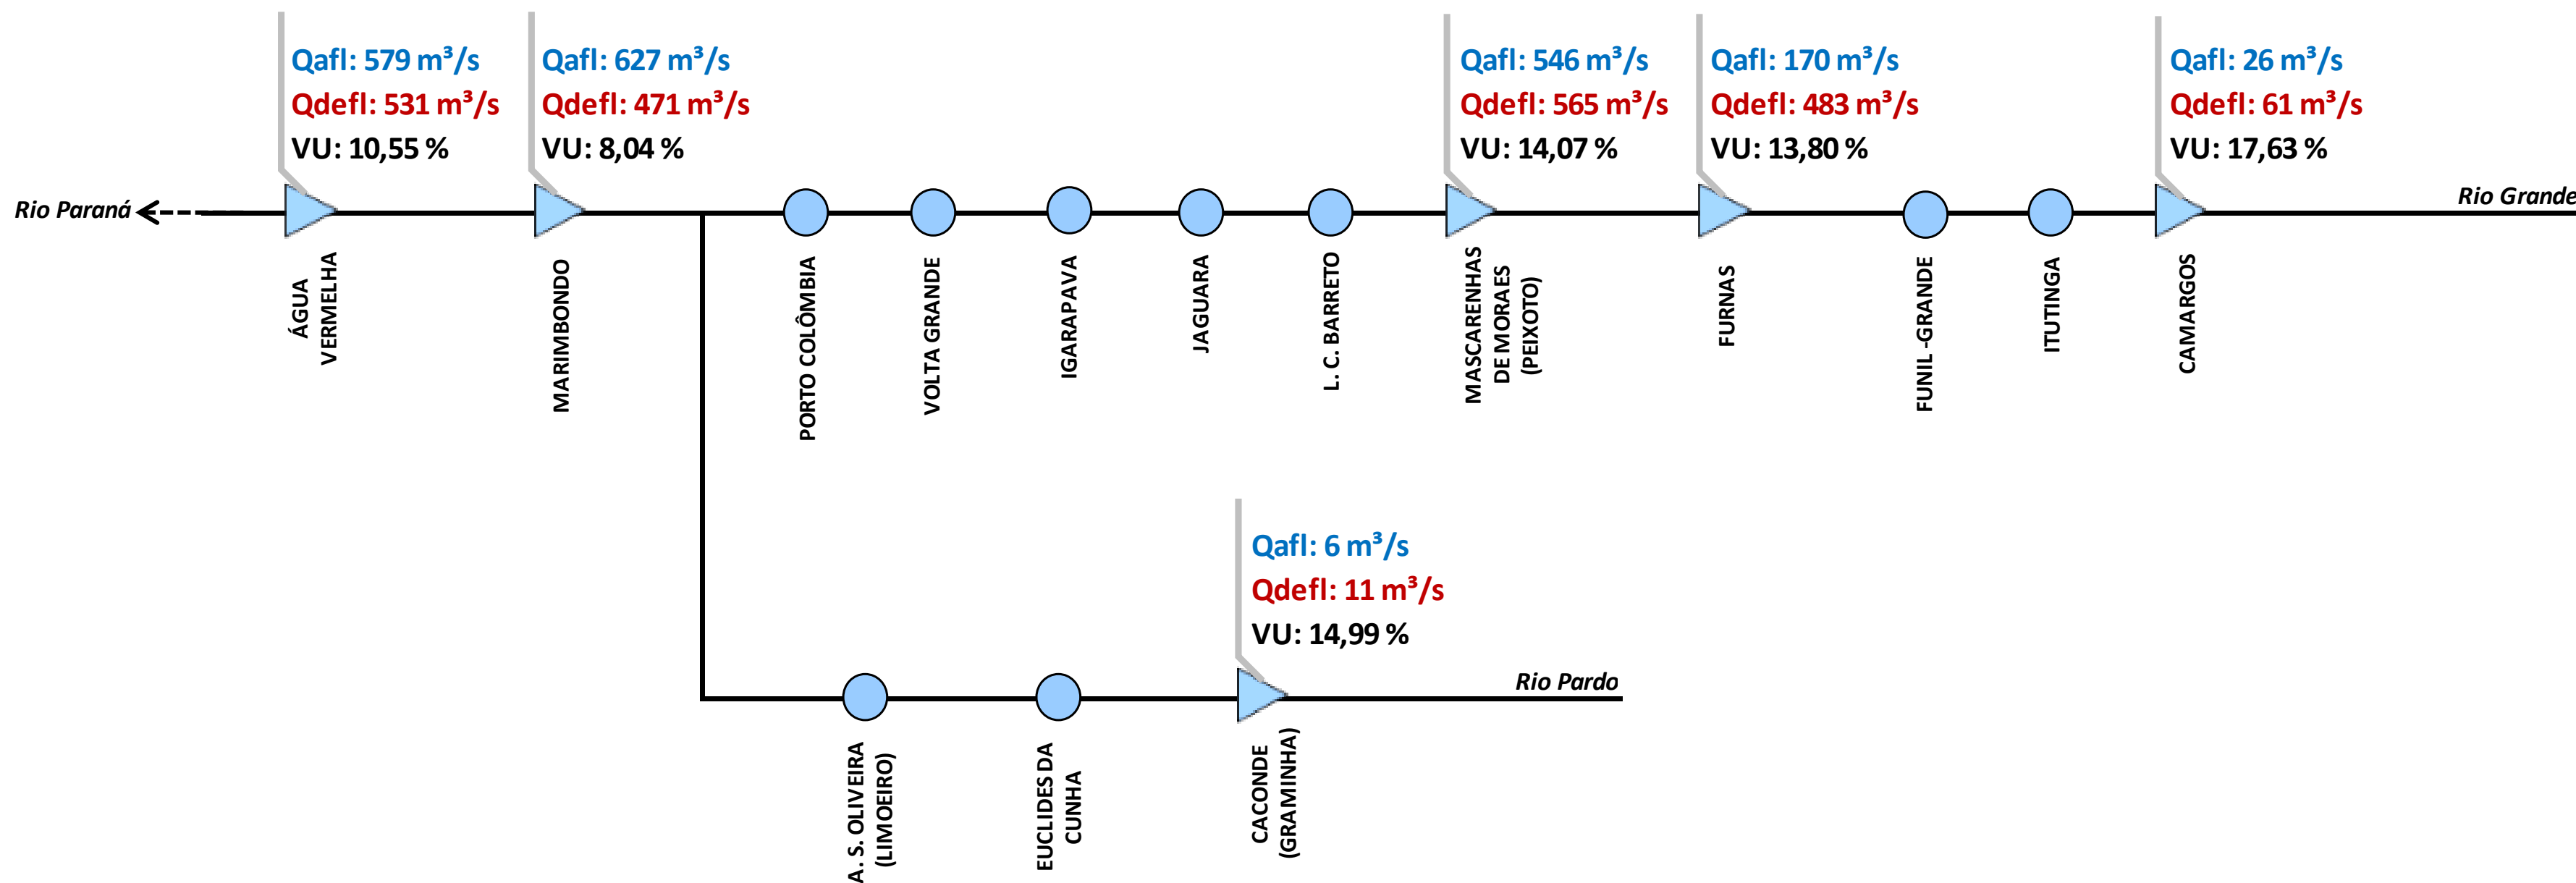 Qafl: 579 m³/s
Qdefl: 531 m³/s
VU: 10,55 %
Qafl: 627 m³/s
Qdefl: 471 m³/s
VU: 8,04 %
Qafl: 546 m³/s
Qdefl: 565 m³/s
VU: 14,07 %
Qafl: 170 m³/s
Qdefl: 483 m³/s
VU: 13,80 %
Qafl: 26 m³/s
Qdefl: 61 m³/s
VU: 17,63 %
Rio Paraná
Rio Grande
ÁGUA
VERMELHA
MARIMBONDO
PORTO COLÔMBIA
VOLTA GRANDE
IGARAPAVA
JAGUARA
L. C. BARRETO
MASCARENHAS
DE MORAES
(PEIXOTO)
FURNAS
FUNIL -GRANDE
ITUTINGA
CAMARGOS
Qafl: 6 m³/s
Qdefl: 11 m³/s
VU: 14,99 %
Rio Pardo
A. S. OLIVEIRA
(LIMOEIRO)
EUCLIDES DA
CUNHA
CACONDE
(GRAMINHA)